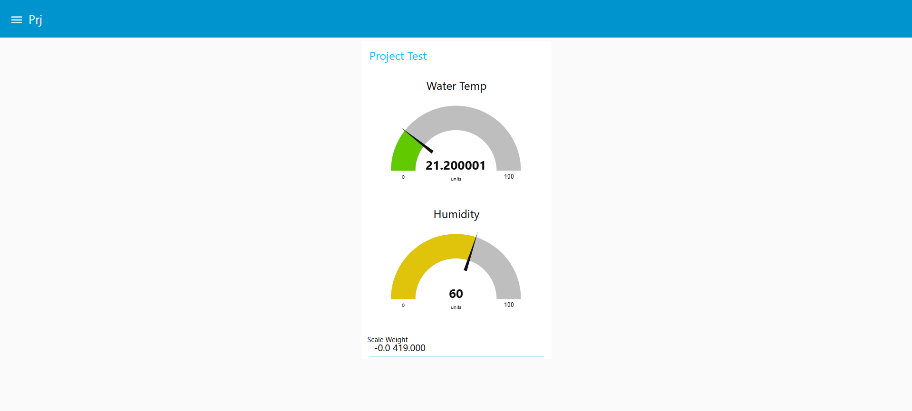 Prj
Project Test
Water Temp
21.200001
units
0 100
Humidity
60
units
0 100
Scale Weight
-0.0 419.000